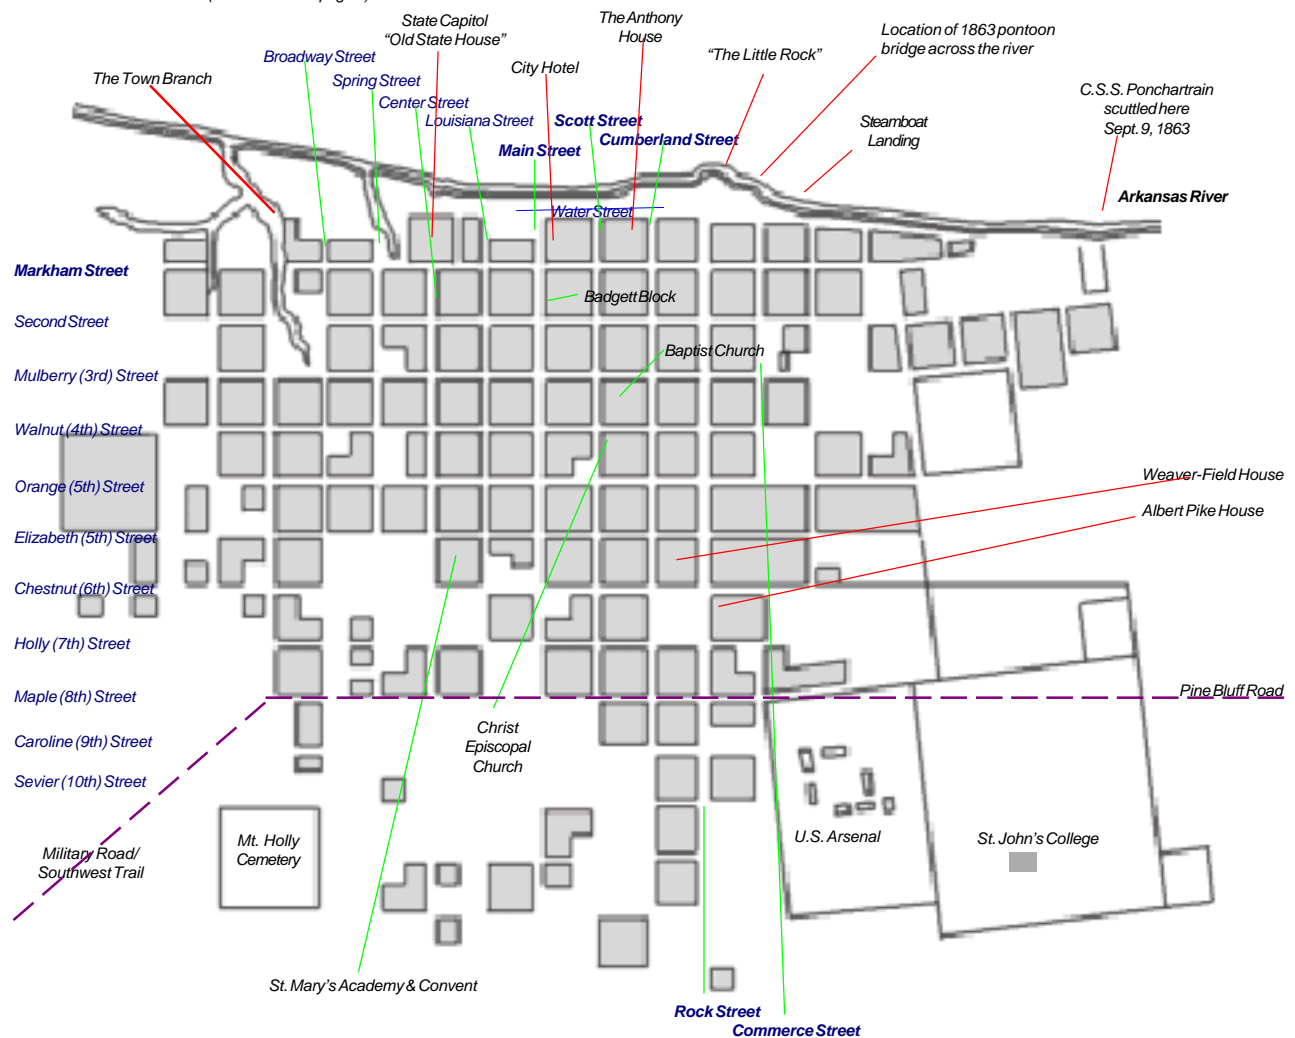 State Capitol
“Old State House”
The Anthony
House
Location of 1863 pontoon
bridge across the river
Broadway Street
City Hotel
“The Little Rock”
The Town Branch
Spring Street
C.S.S. Ponchartrain
scuttled here
Sept. 9, 1863
Center Street
Louisiana Street
Scott Street
Steamboat
Landing
Cumberland Street
Main Street
Arkansas River
Water Street
Markham Street
Badgett Block
Second Street
Baptist Church
Mulberry (3rd) Street
Walnut (4th) Street
Weaver-Field House
Orange (5th) Street
Albert Pike House
Elizabeth (5th) Street
Chestnut (6th) Street
Holly (7th) Street
Maple (8th) Street
Pine Bluff Road
Christ
Episcopal
Church
Caroline (9th) Street
Sevier (10th) Street
Mt. Holly
Cemetery
U.S. Arsenal
St. John’s College
Military Road/
Southwest Trail
St. Mary’s Academy & Convent
Rock Street
Commerce Street